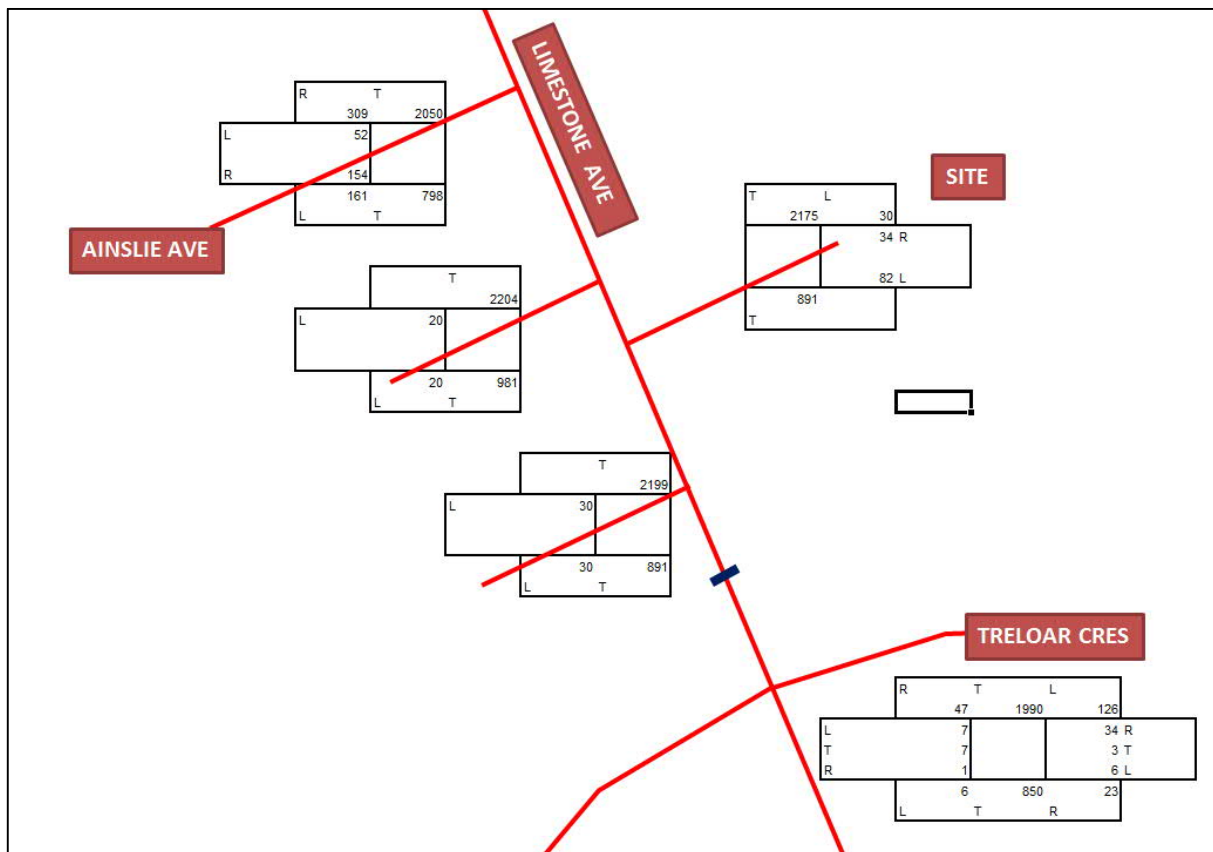 LIMESTONE AVE
R T
309 2050
L 52
R 154
161 798
L T
AINSLIE AVE
SITE
T L
2175 30
34 R
82 L
891
T
T
2204
L 20
20 981
L T
T
2199
L 30
30 891
L T
TRELOAR CRES
R T L
47 1990 126
L 7 34 R
T 7 3 T
R 1 6 L
6 850 23
L T R